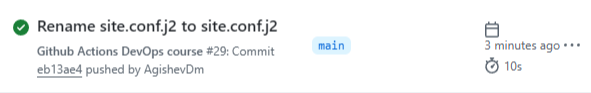 Rename site.conf.j2 to site.conf.j2
Github Actions DevOps course #29: Commit
eb13ae4 pushed by AgishevDm
main
3 minutes ago
10s